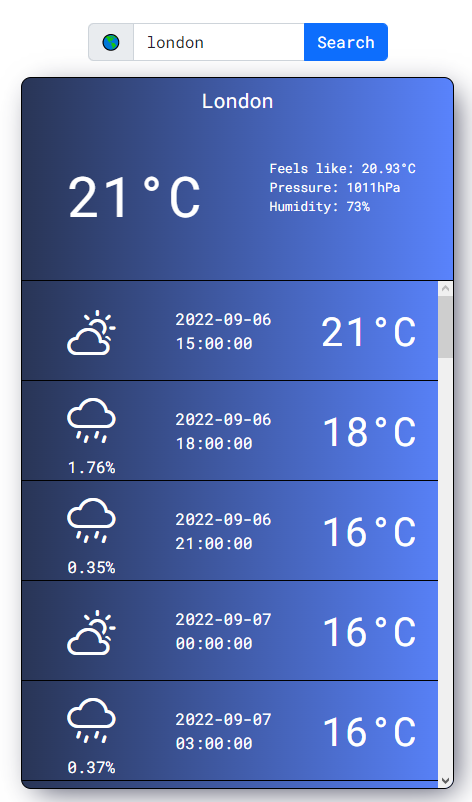 london
Search
London
21°C
Feels like: 20.93°C
Pressure: 1011hPa
Humidity: 73%
2022-09-06
15:00:00
21°C
1.76%
2022-09-06
18:00:00
18°C
0.35%
2022-09-06
21:00:00
16°C
2022-09-07
00:00:00
16°C
0.37%
2022-09-07
03:00:00
16°C